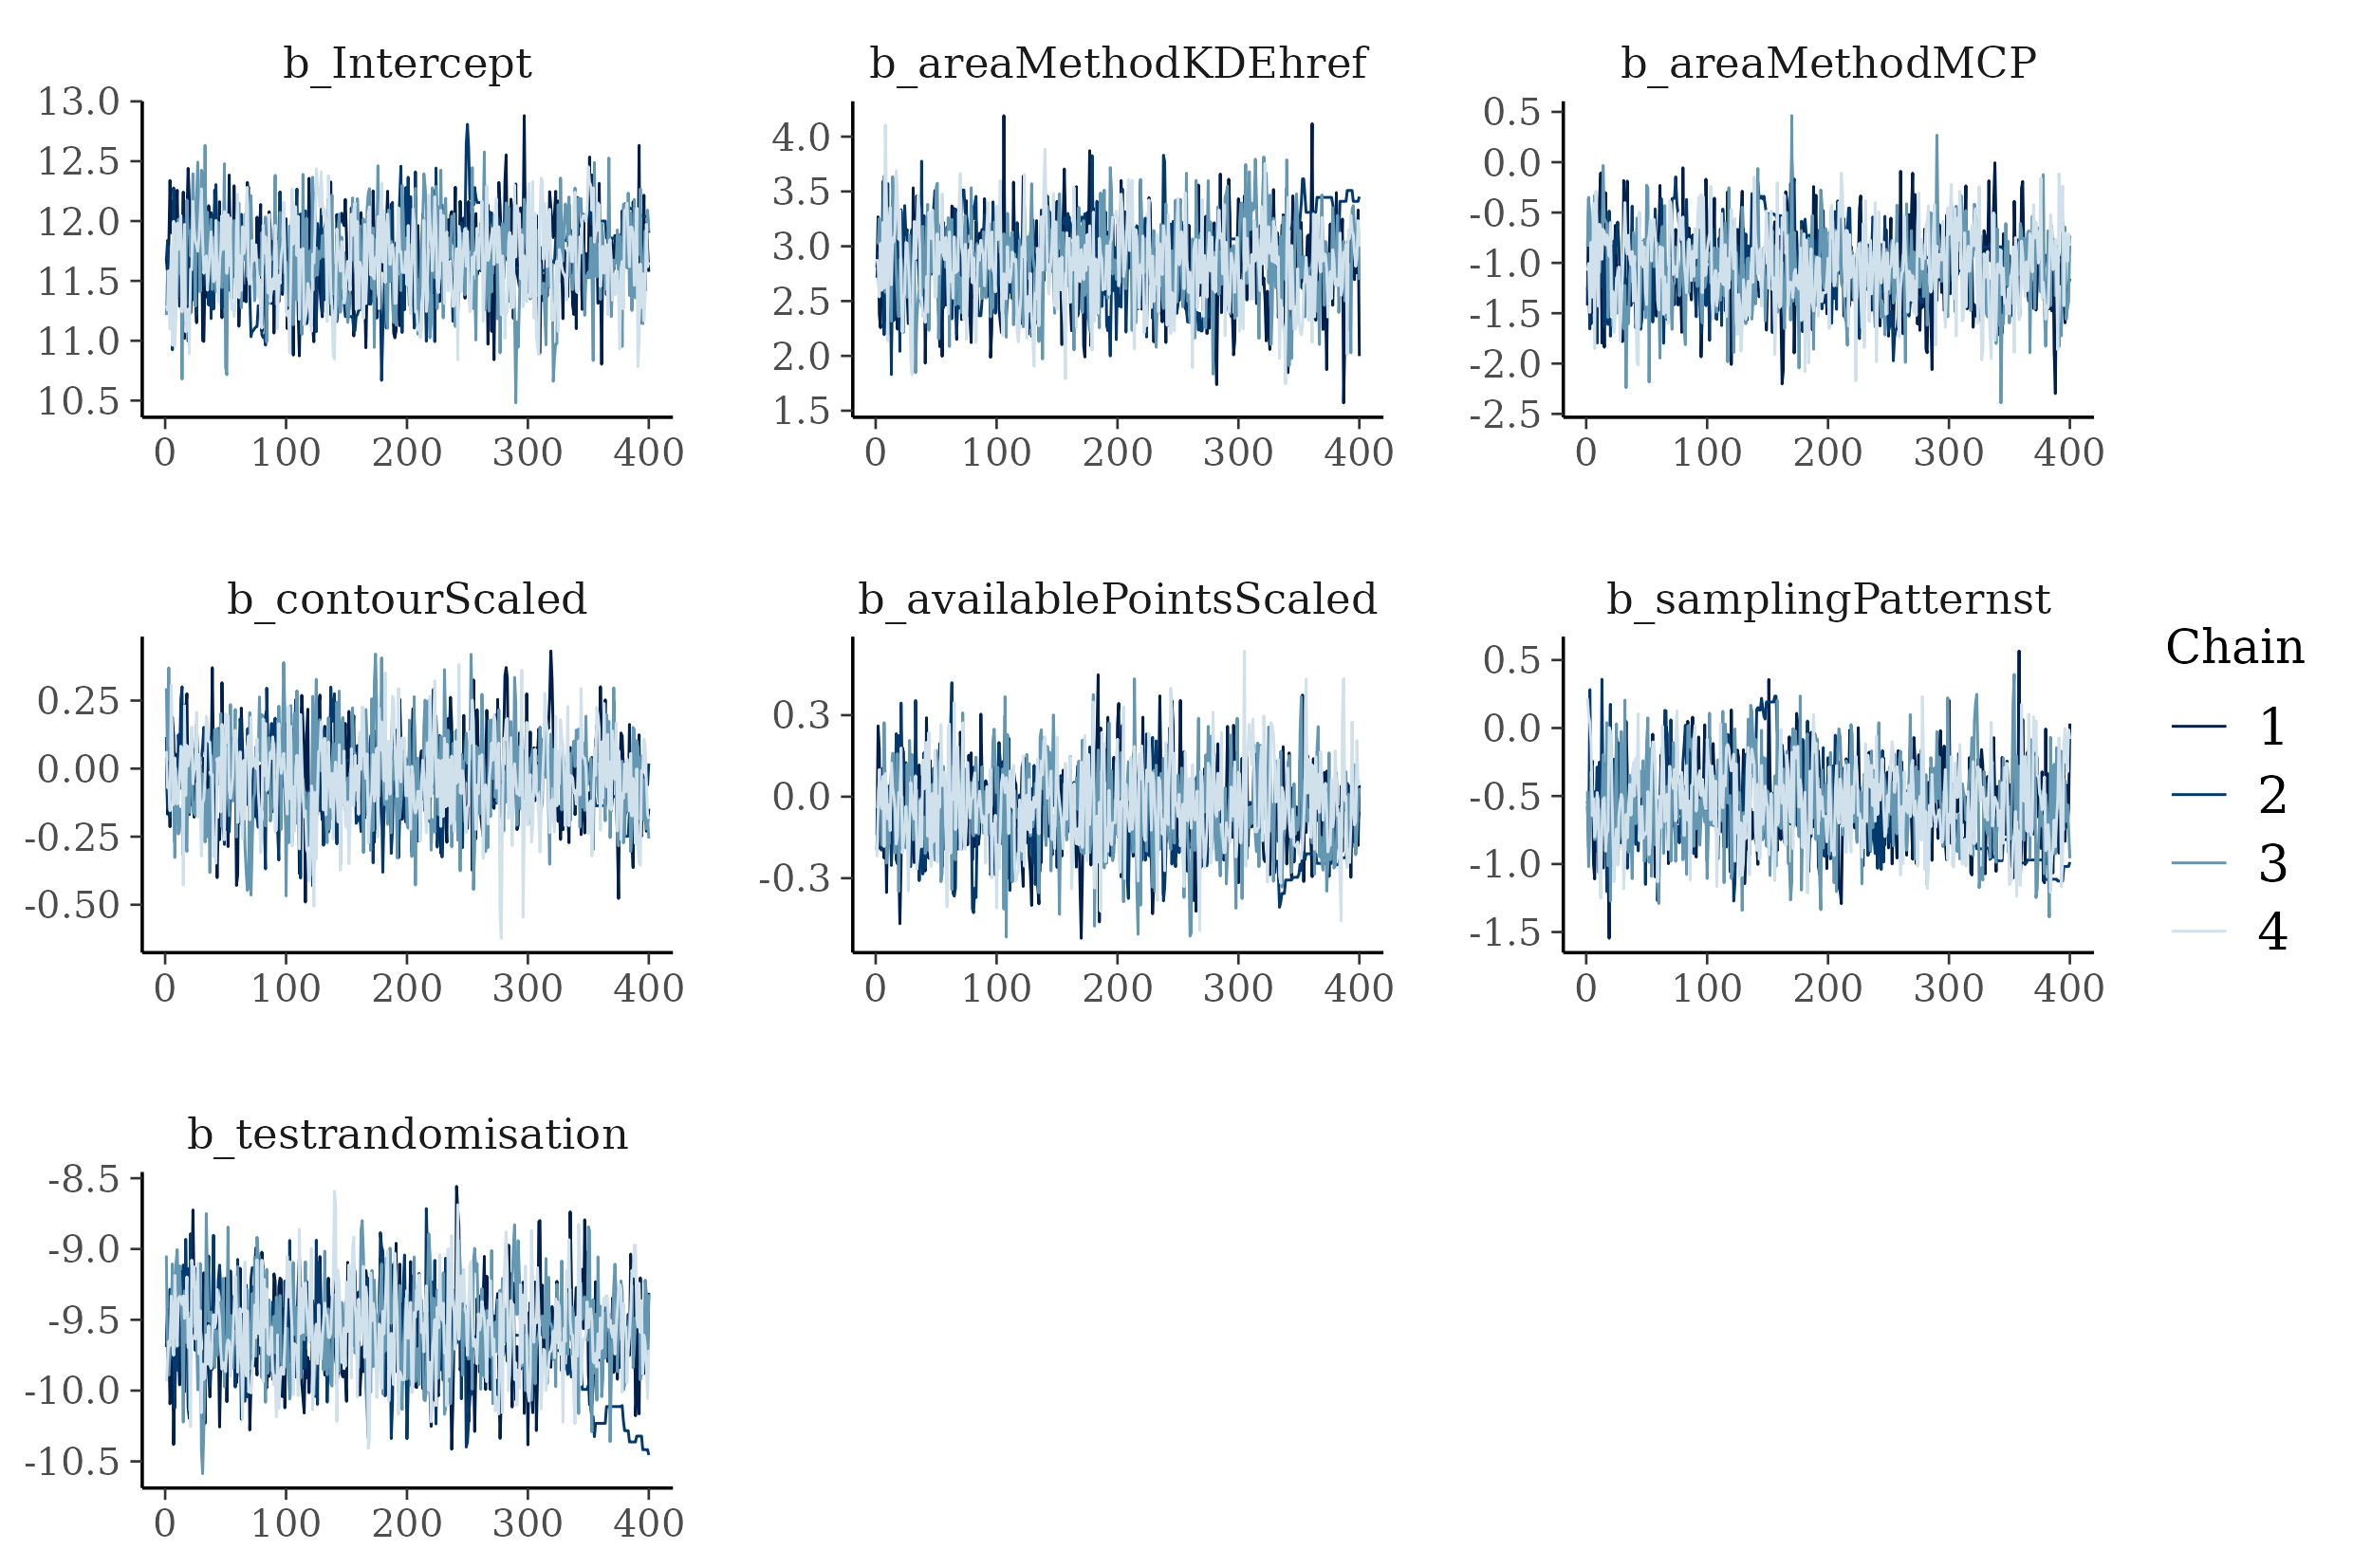 b_Intercept
13.0
12.5
12.0
11.5
11.0
10.5
0 100 200 300 400
b_areaMethodKDEhref
4.0
3.5
3.0
2.5
2.0
1.5
0 100 200 300 400
b_areaMethodMCP
0.5
0.0
-0.5
-1.0
-1.5
-2.0
-2.5
0 100 200 300 400
b_contourScaled
0.25
0.00
-0.25
-0.50
0 100 200 300 400
b_availablePointsScaled
0.3
0.0
-0.3
0 100 200 300 400
b_samplingPatternst
0.5
0.0
-0.5
-1.0
-1.5
0 100 200 300 400
Chain
1
2
3
4
b_testrandomisation
-8.5
-9.0
-9.5
-10.0
-10.5
0 100 200 300 400